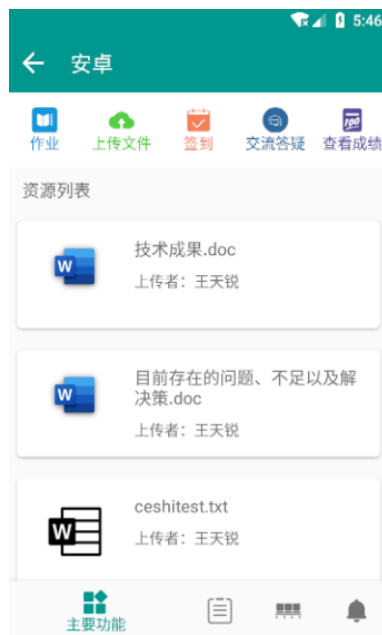 5:46
安卓
作业 上传文件 签到 交流答疑 查看成绩
100
资源列表
W
技术成果.doc
上传者：王天锐
W
目前存在的问题、不足以及解
决策.doc
上传者：王天锐
W
ceshitest.txt
上传者：王天锐
主要功能